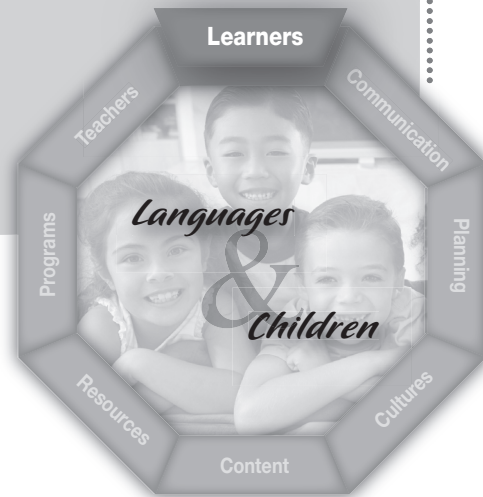 Learners
Communication
Planning
Cultures
Content
Resources
Programs
Teachers
Languages
&
Children